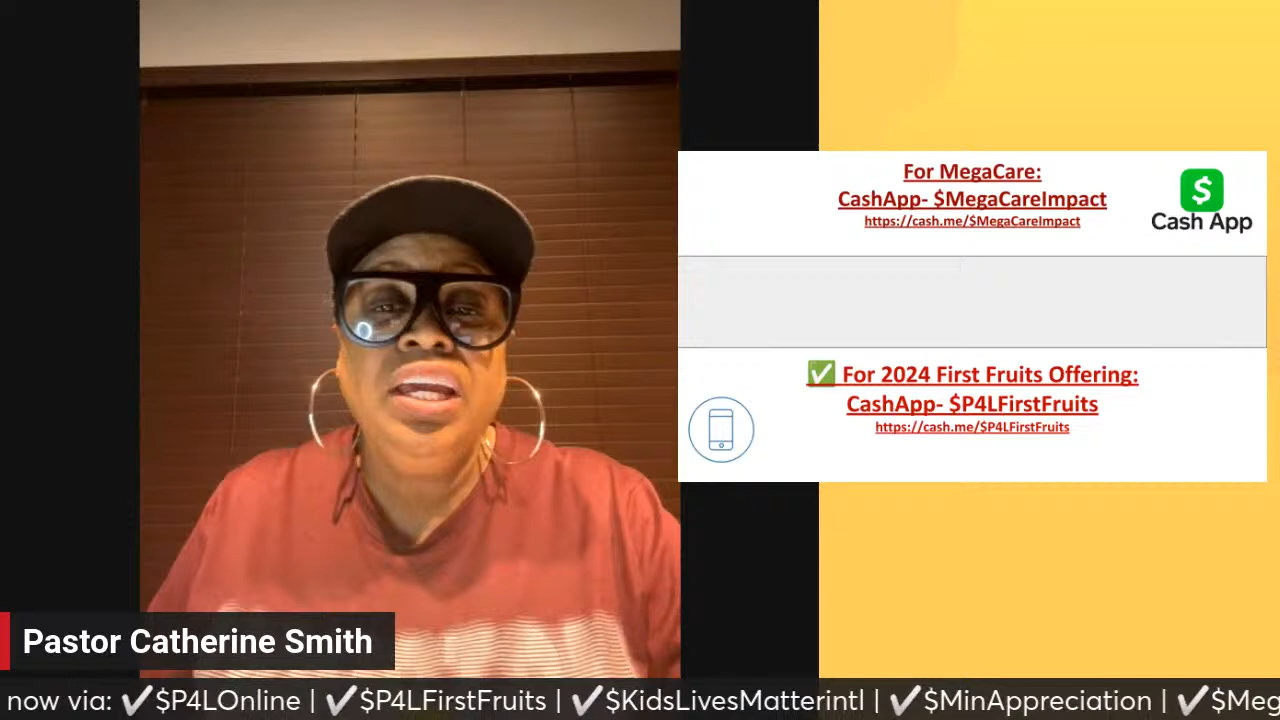 For MegaCare:
CashApp- $MegaCareImpact
https://cash.me/$MegaCareImpact
$
Cash App
✅ For 2024 First Fruits Offering:
CashApp- $P4LFirstFruits
https://cash.me/$P4LFirstFruits
Pastor Catherine Smith
now via: ✔$P4LOnline | ✔$P4LFirstFruits | ✔$KidsLivesMatterintl | ✔$MinAppreciation | ✔$Meg